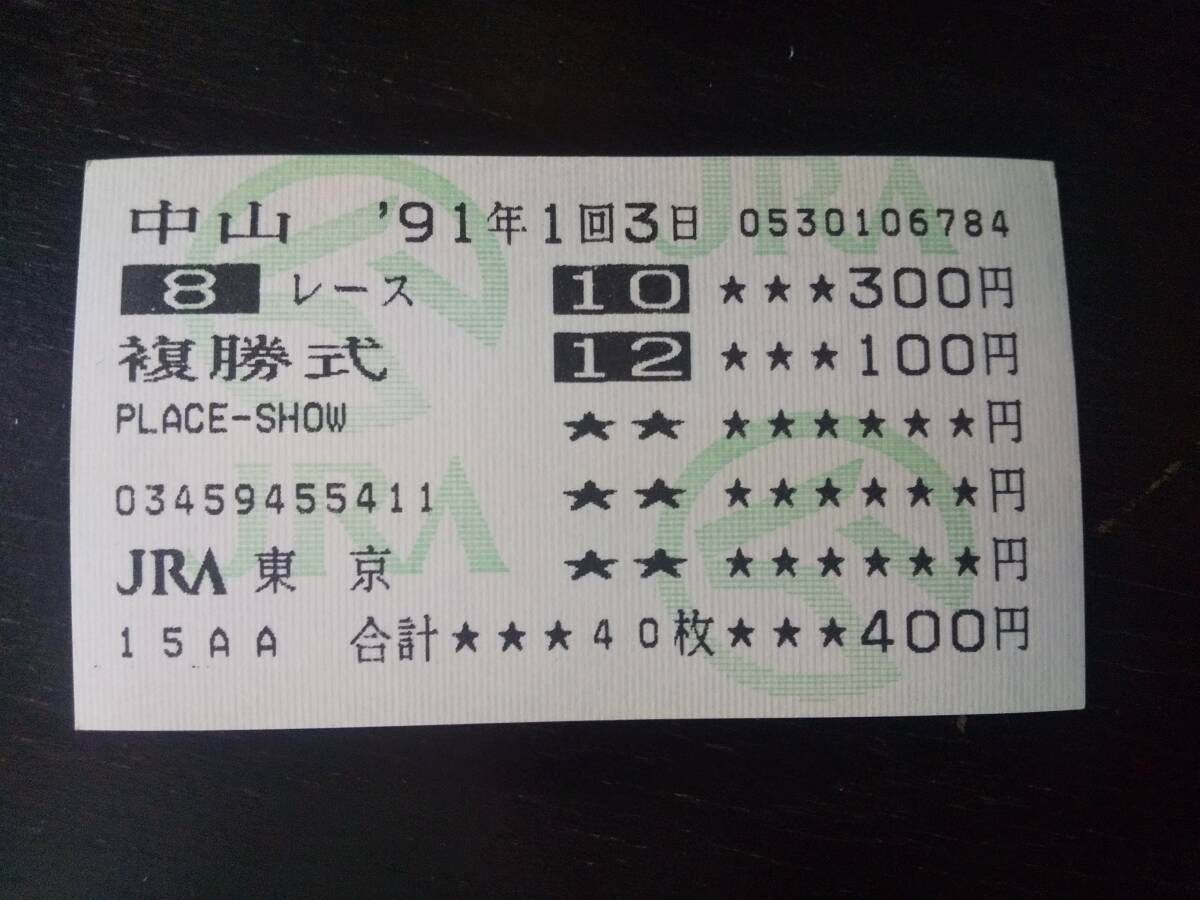 中山 '91年1回3日 0530106784
8 レース 10 ★★★300円
複勝式 12 ★★★100円
PLACE-SHOW ★★ ★★★★★★円
03459455411 ★★ ★★★★★★円
JRA 東京 ★★ ★★★★★★円
15AA 合計★★★40枚★★★400円
JRA
JRA